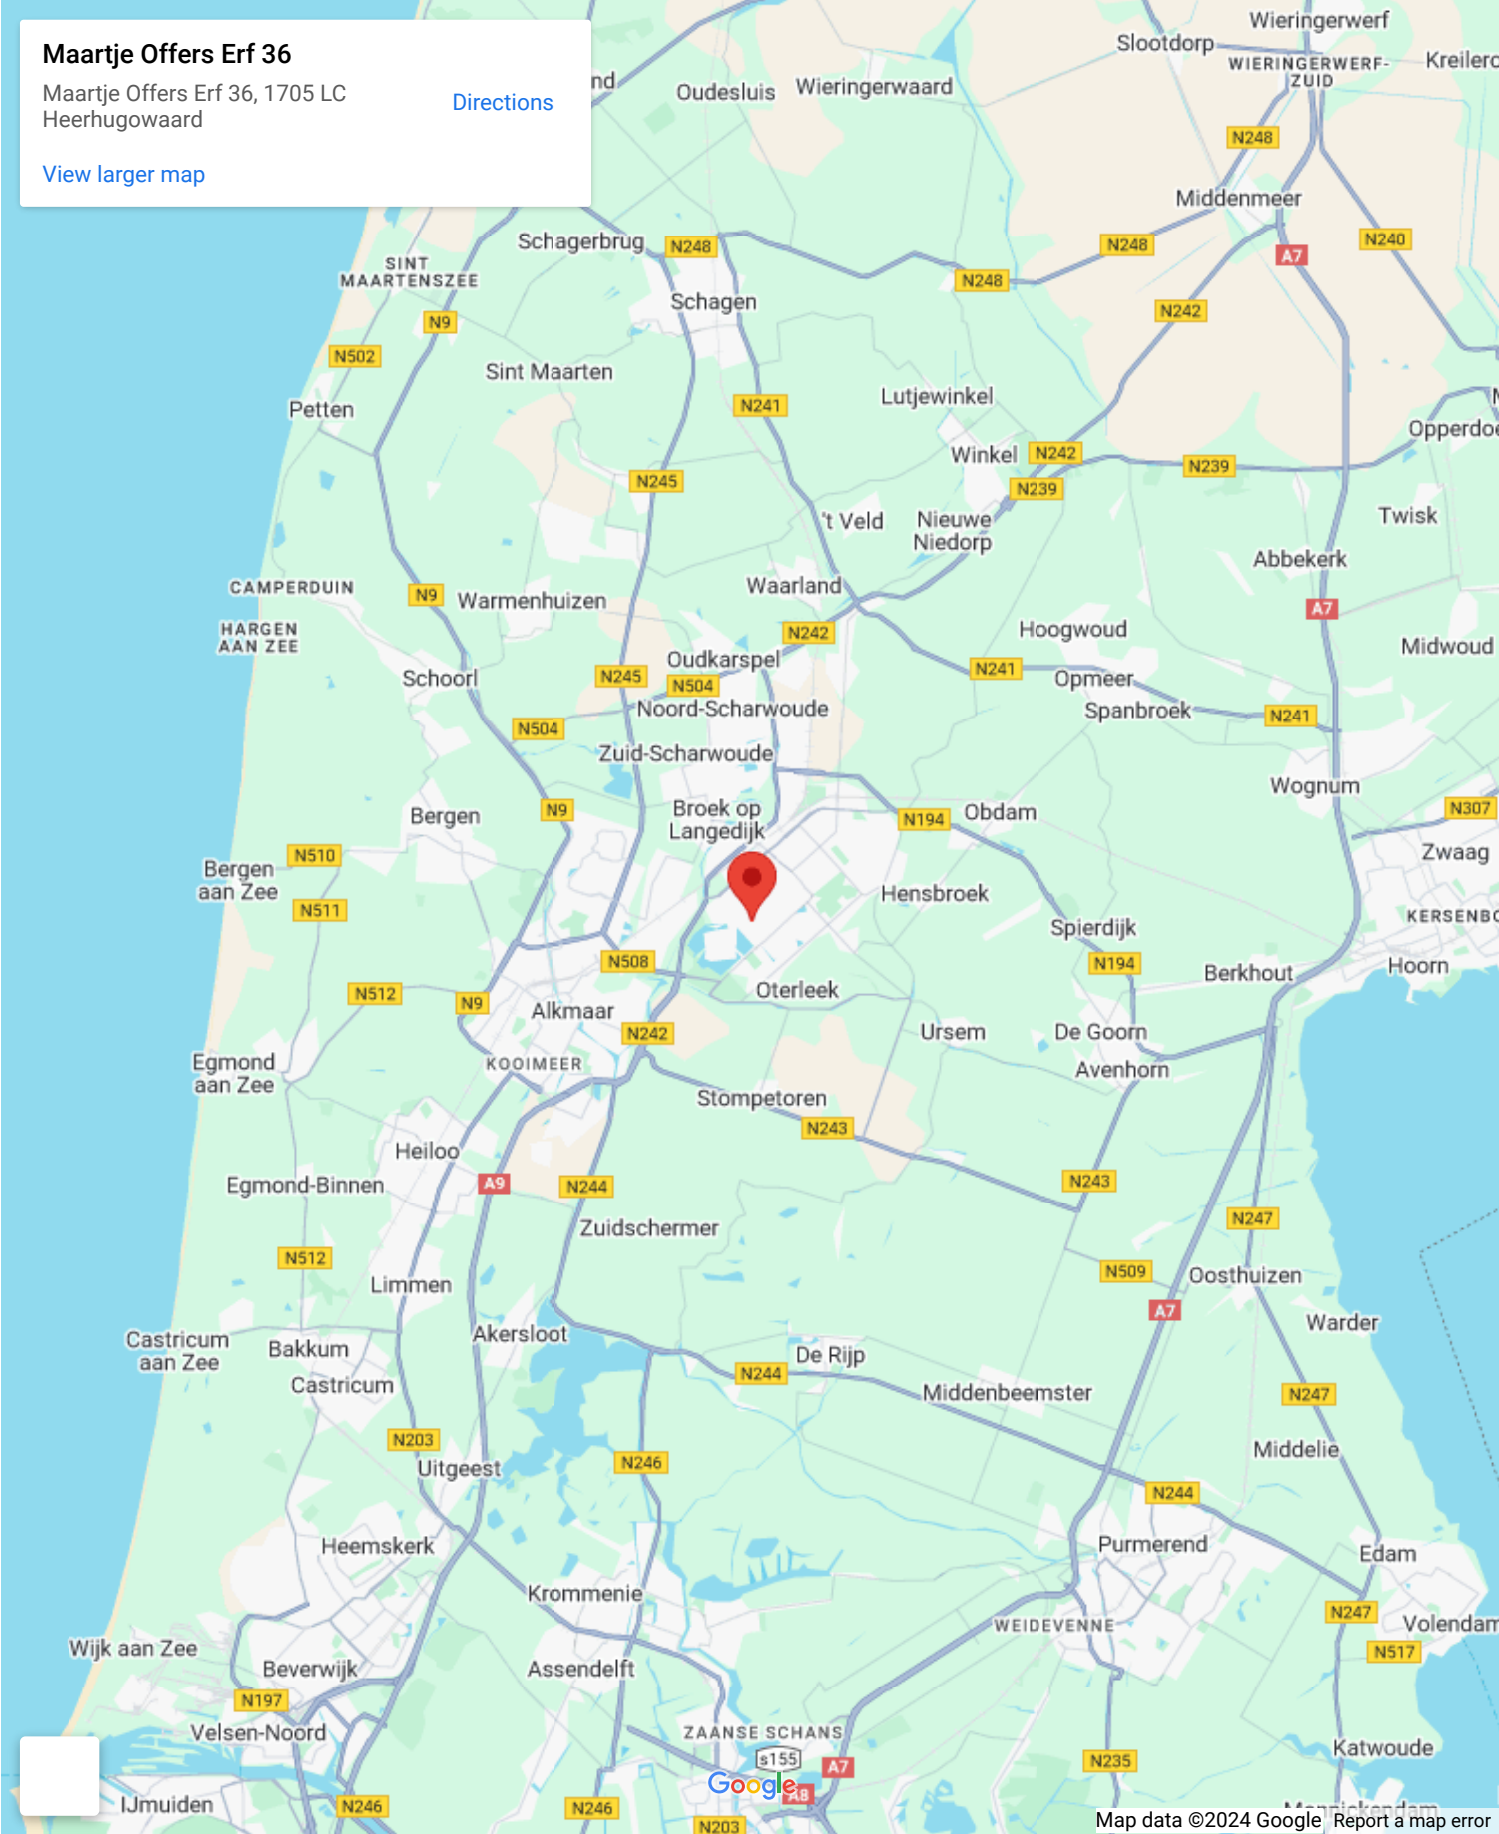 Maartje Offers Erf 36
Maartje Offers Erf 36, 1705 LC
Heerhugowaard
Directions
View larger map
Wieringerwerf
Slootdorp
WIERINGERWERF-
ZUID
nd
Oudesluis
Wieringerwaard
N248
Middenmeer
Schagerbrug
N248
N248
N240
A7
SINT
MAARTENSZEE
N248
Schagen
N242
N9
N502
Sint Maarten
Lutjewinkel
Petten
N241
Opperdoe
Winkel
N242
N239
N245
N239
't Veld
Nieuwe
Niedorp
Twisk
Abbekerk
CAMPERDUIN
N9
Warmenhuizen
Waarland
A7
HARGEN
AAN ZEE
N242
Hoogwoud
Midwoud
Oudkarspel
N241
Schoorl
N245
N504
Opmeer
Noord-Scharwoude
Spanbroek
N241
N504
Zuid-Scharwoude
Wognum
Bergen
N9
Broek op
Langedijk
N194
Obdam
N307
N510
Zwaag
Bergen
aan Zee
Hensbroek
N511
KERSENBO
Spierdijk
N508
N194
Berkhout
Hoorn
N512
N9
Oterleek
Alkmaar
N242
Ursem
De Goorn
KOOIMEER
Egmond
aan Zee
Avenhorn
Stompetoren
N243
Heiloo
Egmond-Binnen
A9
N244
N243
Zuidschermer
N247
N512
Limmen
N509
Oosthuizen
A7
Warder
Castricum
aan Zee
Bakkum
Akersloot
De Rijp
N244
Castricum
Middenbeemster
N247
N203
Middelie
Uitgeest
N246
N244
Heemskerk
Purmerend
Edam
Krommenie
N247
WEIDEVENNE
Volendam
Wijk aan Zee
N517
Beverwijk
Assendelft
N197
Velsen-Noord
ZAANSE SCHANS
Katwoude
s155
A7
N235
Google
A8
IJmuiden
N246
N246
N203
Monnickendam
Map data ©2024 Google
Report a map error